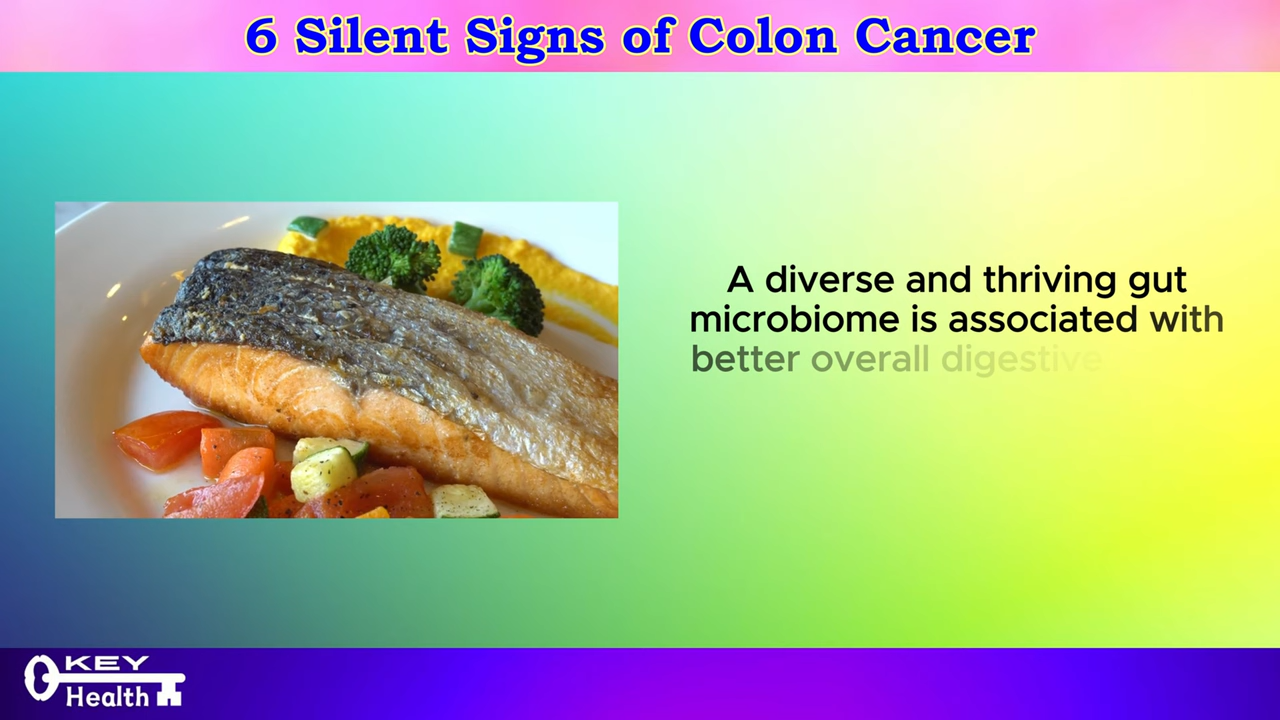 6 Silent Signs of Colon Cancer
A diverse and thriving gut
microbiome is associated with
better overall digestive
KEY
Health